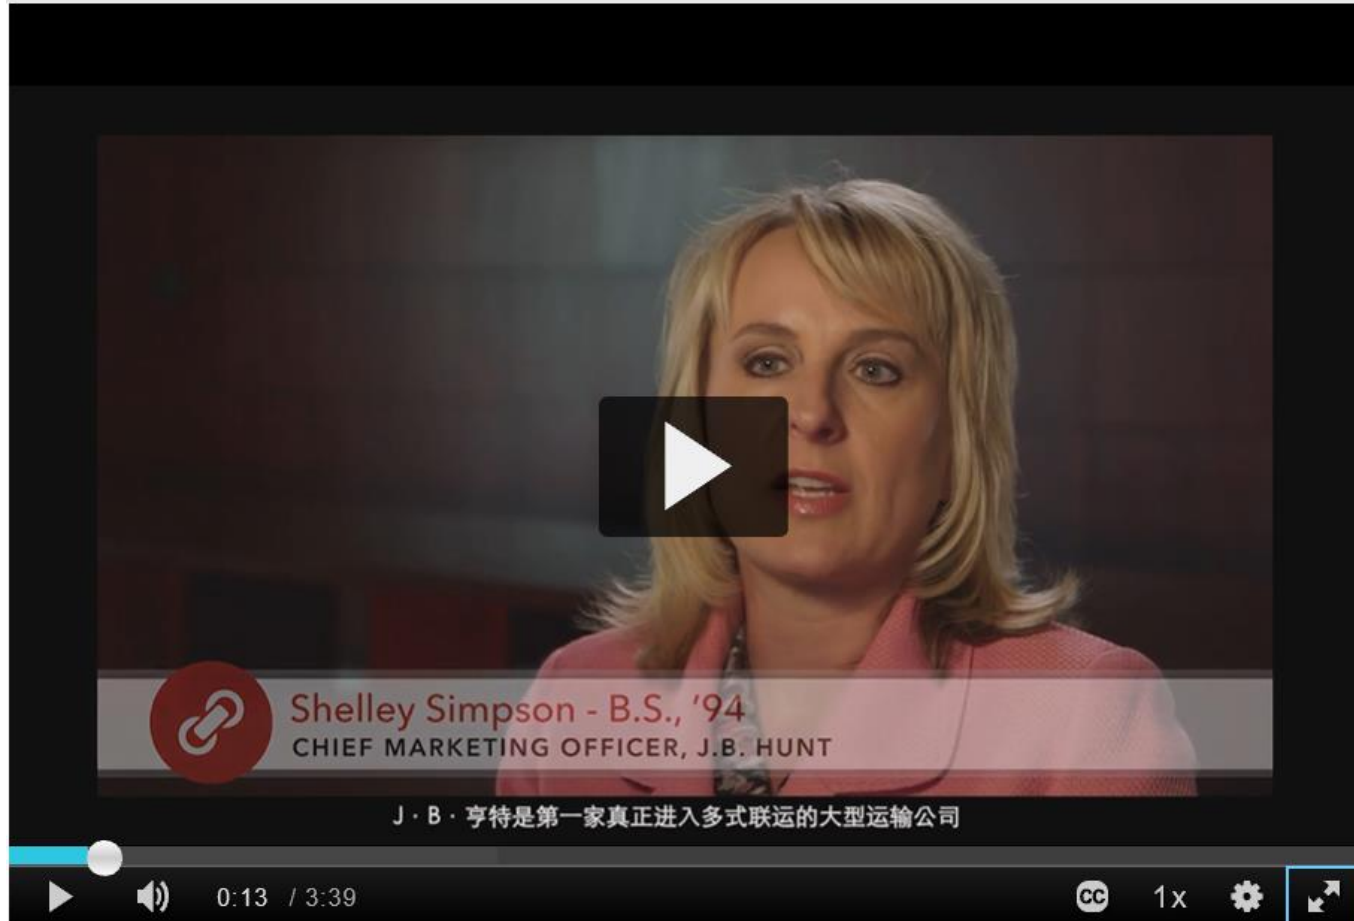 Shelley Simpson - B.S., '94
CHIEF MARKETING OFFICER, J.B. HUNT
J · B · 亨特是第一家真正进入多式联运的大型运输公司
0:13 / 3:39
CC
1x